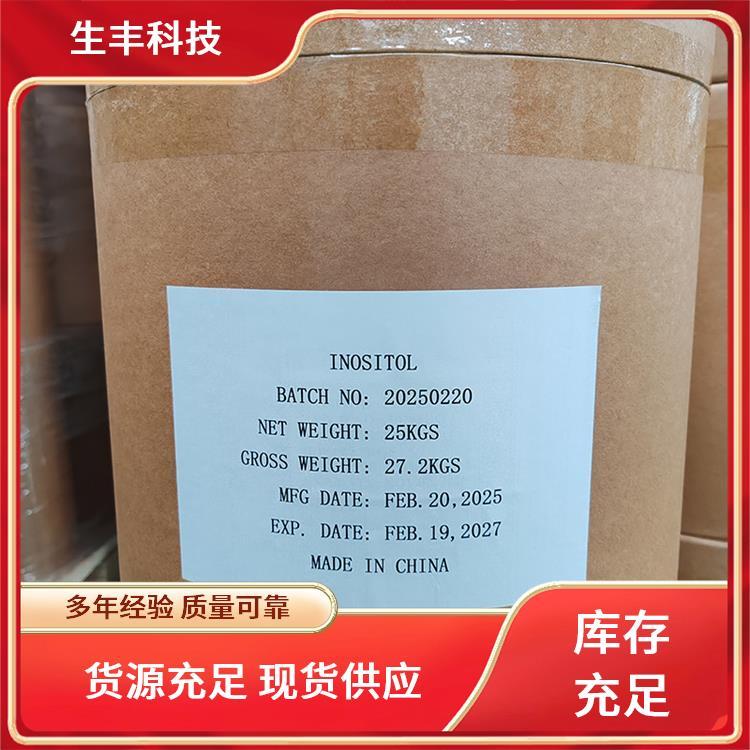 生丰科技
INOSITOL
BATCH NO: 20250220
NET WEIGHT: 25KGS
GROSS WEIGHT: 27.2KGS
MFG DATE: FEB.20,2025
EXP. DATE: FEB.19,2027
MADE IN CHINA
多年经验 质量可靠
货源充足 现货供应
库存
充足